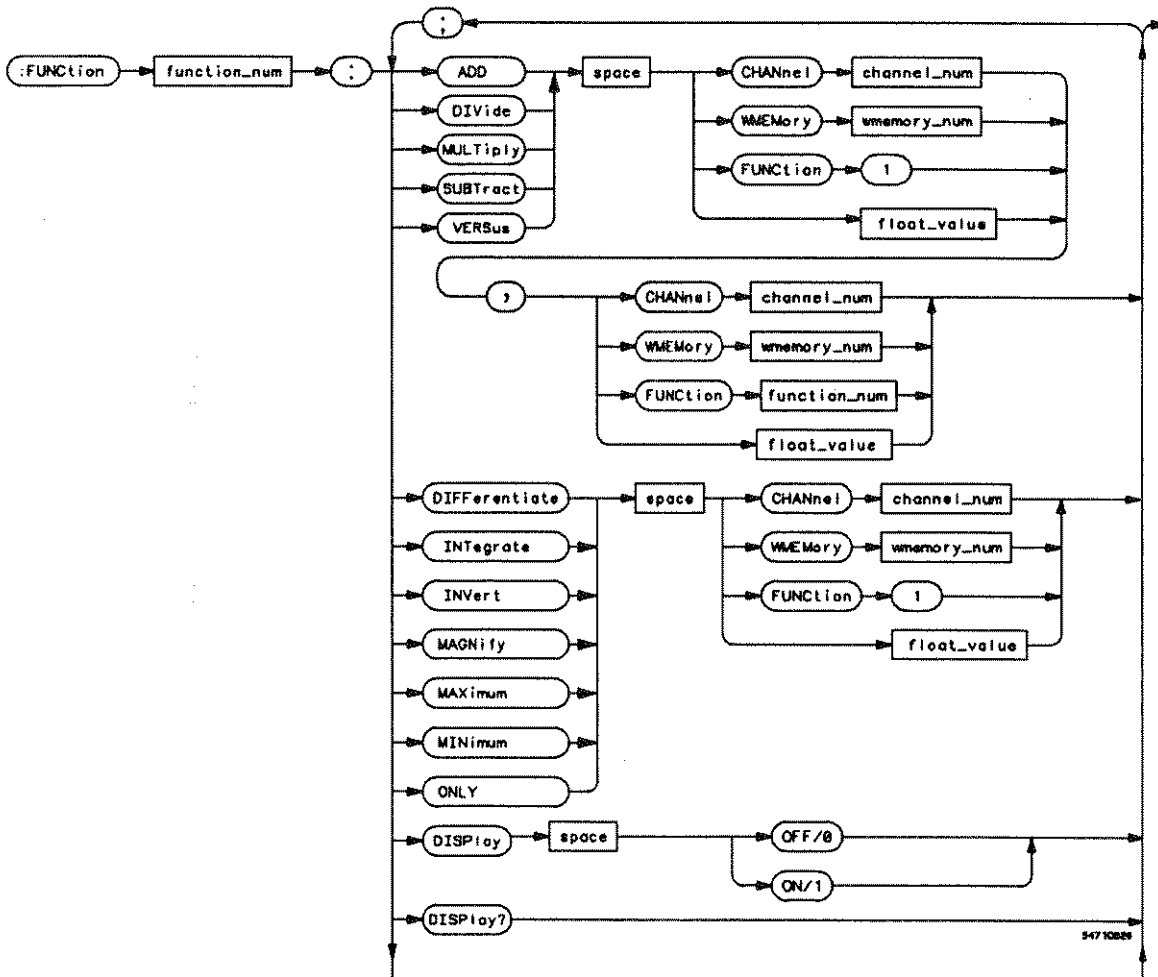 ;
:FUNCtion function_num : ADD space CHANnel channel_num
DIVide WMEMory wmemory_num
MULTiply FUNCtion 1
SUBTract float_value
VERSus
, CHANnel channel_num
WMEMory wmemory_num
FUNCtion function_num
float_value
DIFFerentiate space CHANnel channel_num
INTegrate WMEMory wmemory_num
INVert FUNCtion 1
MAGNify float_value
MAXimum
MINimum
ONLY
DISPlay space OFF/0
ON/1
DISPlay?